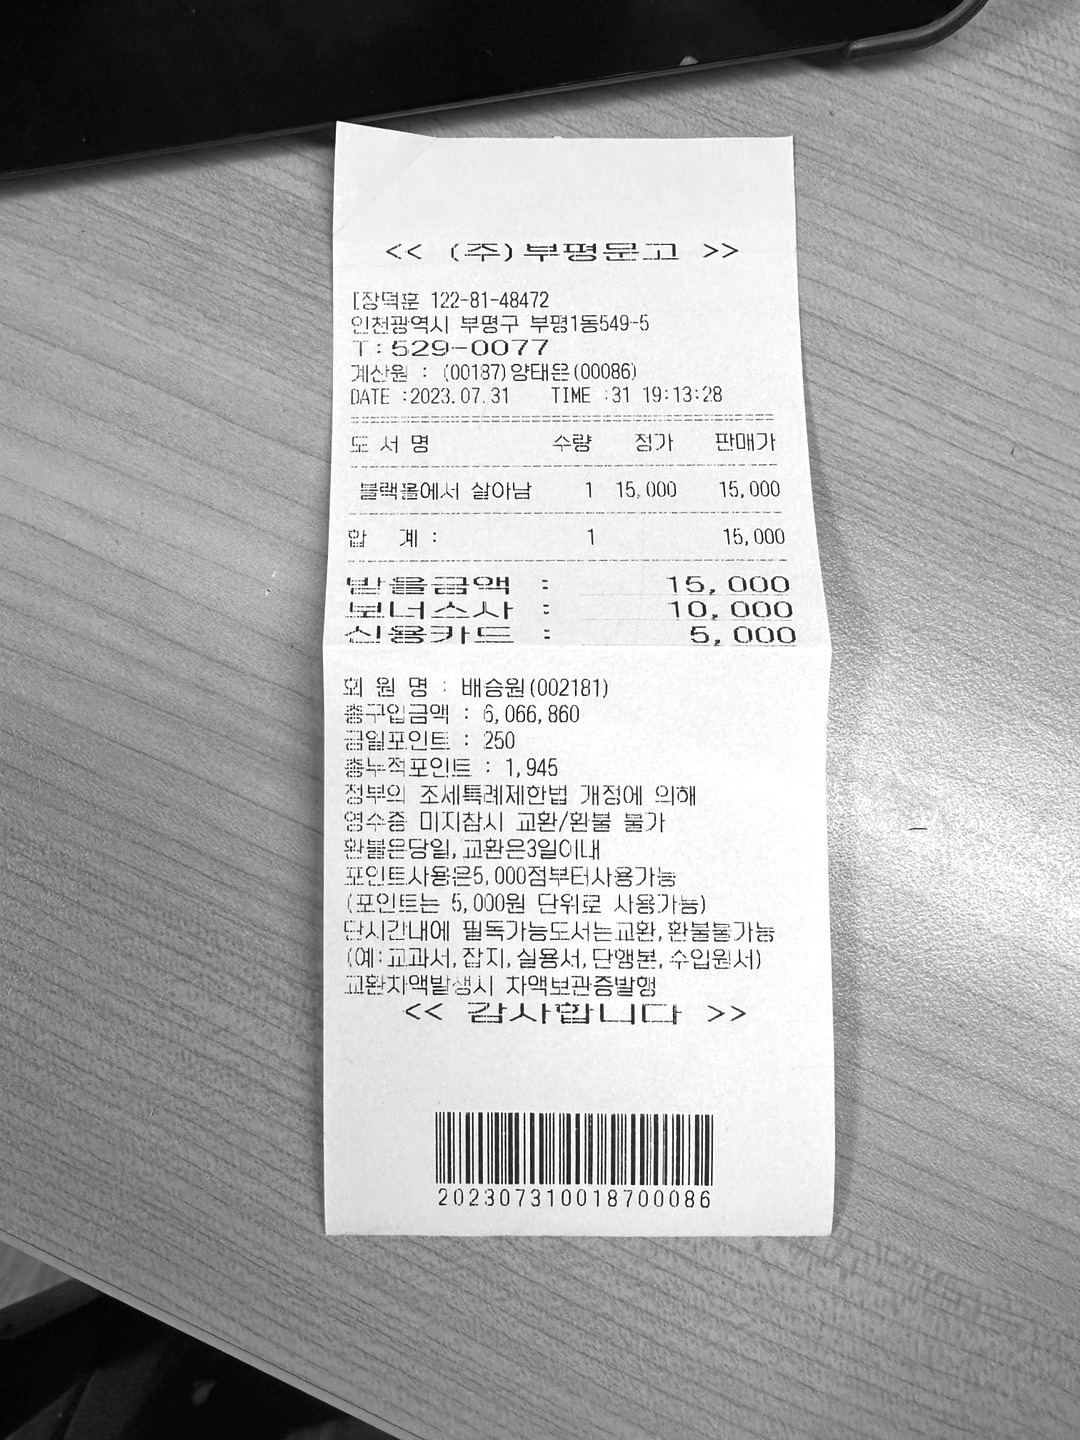 << (주)부평문고 >>
[장덕훈 122-81-48472
인천광역시 부평구 부평1동549-5
T:529-0077
계산원 : (00187)양태은(00086)
DATE :2023.07.31 TIME :31 19:13:28
도 서 명 수량 정가 판매가
블랙홀에서 살아남 1 15,000 15,000
합 계 : 1 15,000
받을금액 : 15,000
보너스사 : 10,000
신용카드 : 5,000
회 원 명 : 배승원(002181)
총구입금액 : 6,066,860
금일포인트 : 250
총누적포인트 : 1,945
정부의 조세특례제한법 개정에 의해
영수증 미지참시 교환/환불 불가
환불은당일,교환은3일이내
포인트사용은5,000점부터사용가능
(포인트는 5,000원 단위로 사용가능)
단시간내에 필독가능도서는교환,환불불가능
(예:교과서,잡지,실용서,단행본,수입원서)
교환차액발생시 차액보관증발행
<< 감사합니다 >>
202307310018700086